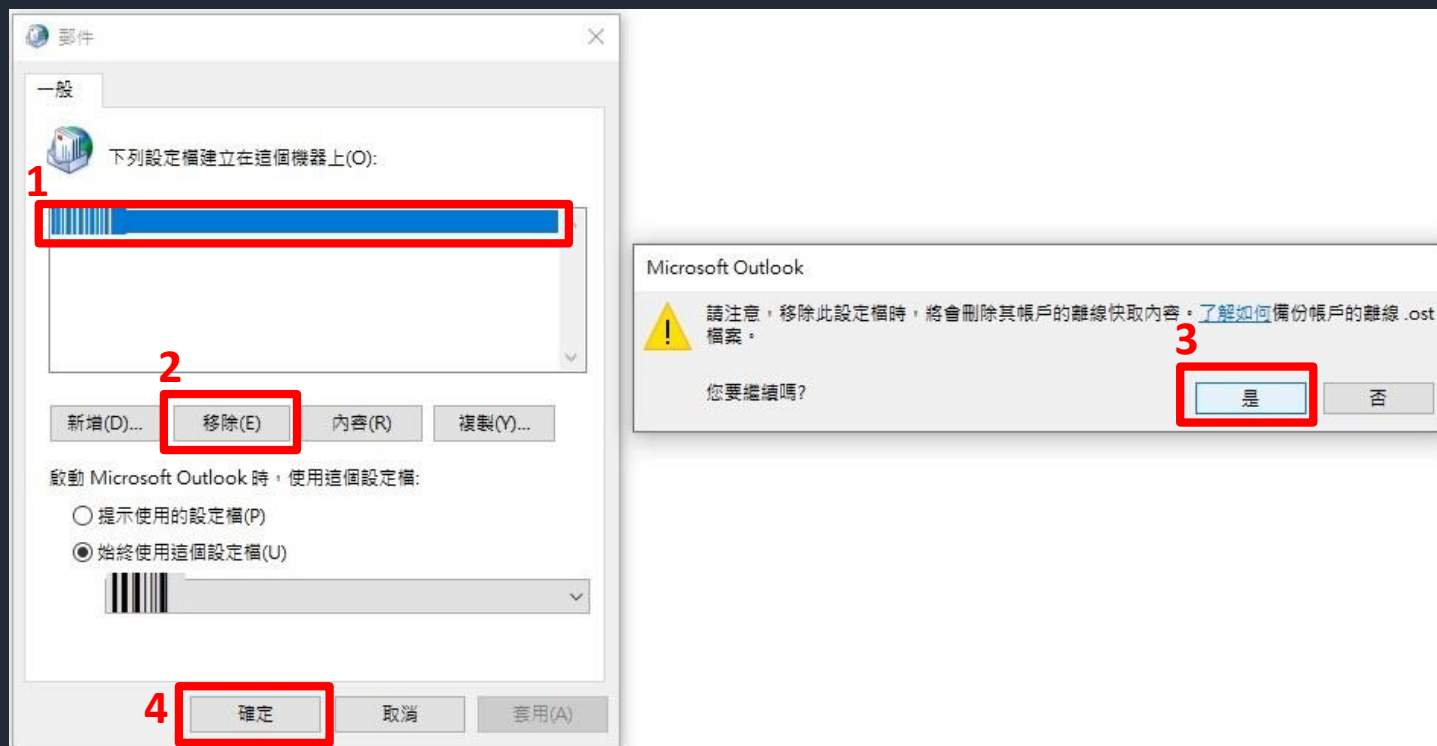 郵件
一般
下列設定檔建立在這個機器上(O):
1
2
新增(D)...
移除(E)
內容(R)
複製(Y)...
啟動 Microsoft Outlook 時，使用這個設定檔:
提示使用的設定檔(P)
始終使用這個設定檔(U)
4
確定
取消
套用(A)
Microsoft Outlook
請注意，移除此設定檔時，將會刪除其帳戶的離線快取內容。了解如何備份帳戶的離線 .ost
檔案。
3
您要繼續嗎?
是
否